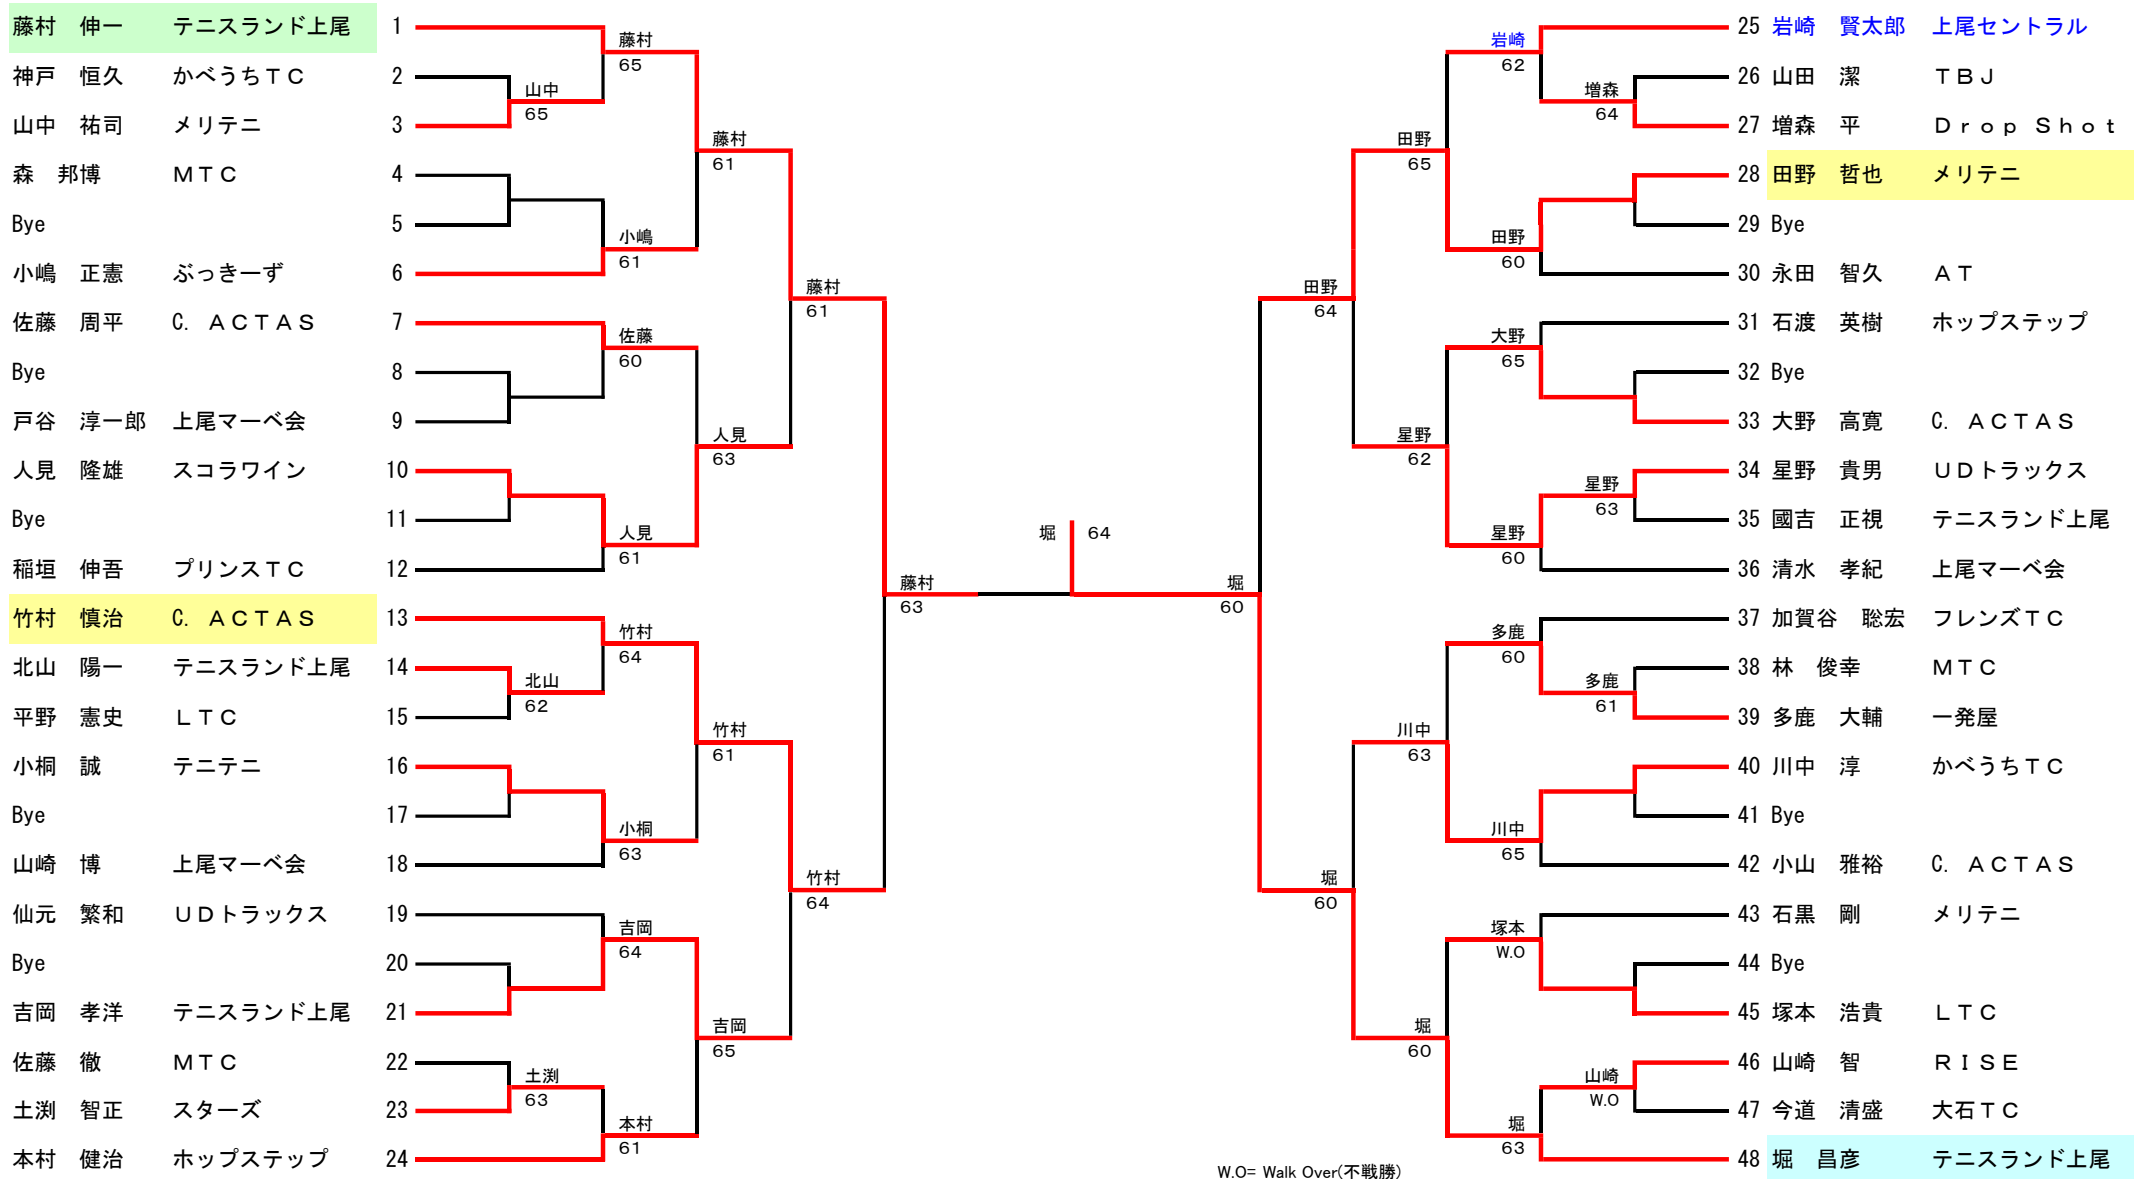 藤村　伸一　テニスランド上尾　1
神戸　恒久　かべうちＴＣ　2
山中　祐司　メリテニ　3
森　邦博　ＭＴＣ　4
Bye　5
小嶋　正憲　ぶっきーず　6
佐藤　周平　C. ＡＣＴＡＳ　7
Bye　8
戸谷　淳一郎　上尾マーベ会　9
人見　隆雄　スコラワイン　10
Bye　11
稲垣　伸吾　プリンスＴＣ　12
竹村　慎治　C. ＡＣＴＡＳ　13
北山　陽一　テニスランド上尾　14
平野　憲史　ＬＴＣ　15
小桐　誠　テニテニ　16
Bye　17
山崎　博　上尾マーベ会　18
仙元　繁和　ＵＤトラックス　19
Bye　20
吉岡　孝洋　テニスランド上尾　21
佐藤　徹　ＭＴＣ　22
土渕　智正　スターズ　23
本村　健治　ホップステップ　24
山中
65
北山
62
土渕
63
藤村
65
小嶋
61
佐藤
60
人見
61
竹村
64
小桐
63
吉岡
64
本村
61
藤村
61
人見
63
竹村
61
吉岡
65
藤村
61
竹村
64
藤村
63
堀　64
堀
60
田野
64
堀
60
田野
65
星野
62
川中
63
堀
60
岩崎
62
田野
60
大野
65
星野
60
多鹿
60
川中
65
塚本
W.O
堀
63
増森
64
星野
63
多鹿
61
山崎
W.O
25　岩崎　賢太郎　上尾セントラル
26　山田　潔　ＴＢＪ
27　増森　平　Ｄｒｏｐ Ｓｈｏｔ
28　田野　哲也　メリテニ
29　Bye
30　永田　智久　ＡＴ
31　石渡　英樹　ホップステップ
32　Bye
33　大野　高寛　C. ＡＣＴＡＳ
34　星野　貴男　ＵＤトラックス
35　國吉　正視　テニスランド上尾
36　清水　孝紀　上尾マーベ会
37　加賀谷　聡宏　フレンズＴＣ
38　林　俊幸　ＭＴＣ
39　多鹿　大輔　一発屋
40　川中　淳　かべうちＴＣ
41　Bye
42　小山　雅裕　C. ＡＣＴＡＳ
43　石黒　剛　メリテニ
44　Bye
45　塚本　浩貴　ＬＴＣ
46　山崎　智　ＲＩＳＥ
47　今道　清盛　大石ＴＣ
48　堀　昌彦　テニスランド上尾
W.O= Walk Over(不戦勝)